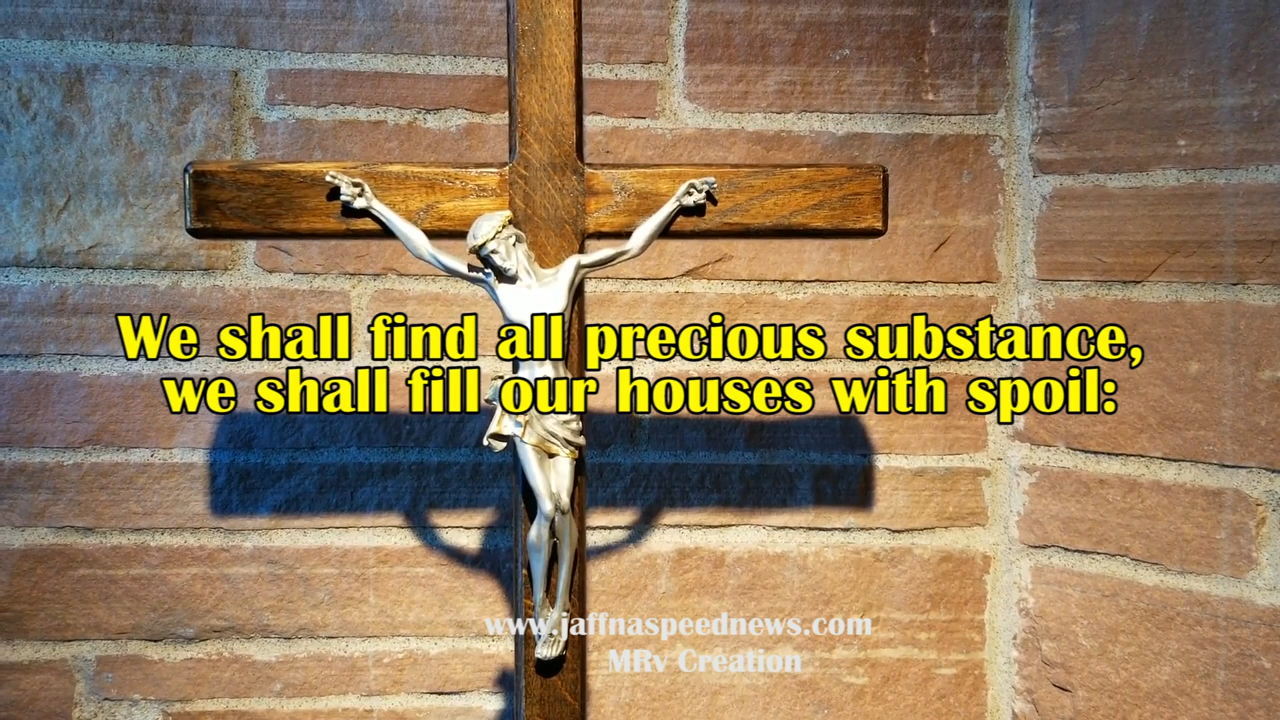 We shall find all precious substance,
we shall fill our houses with spoil:
www.jaffnaspeednews.com
MRv Creation